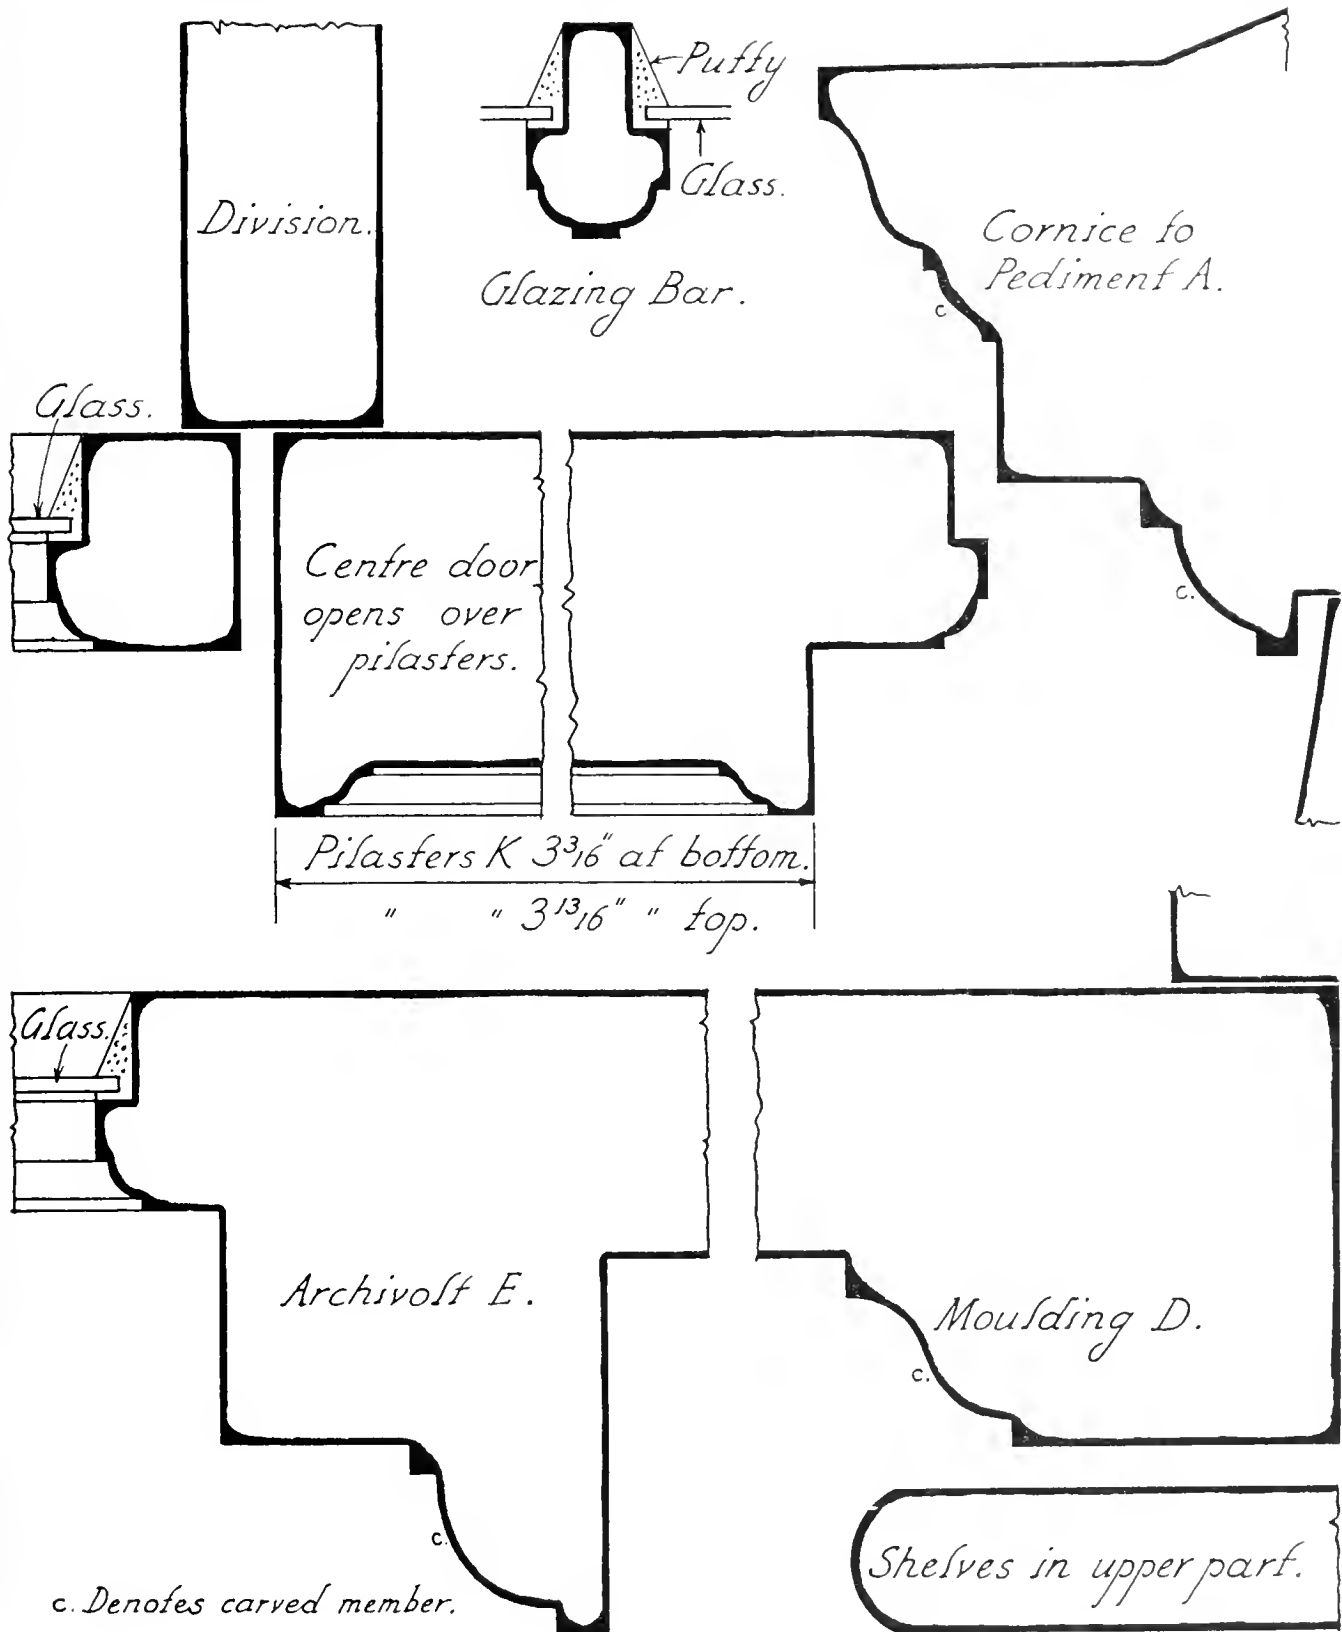 Putty
Glass.
Division.
Glazing Bar.
Cornice to
Pediment A.
c.
Glass.
Centre door
opens over
pilasters.
c.
Pilasters K 3 3/16" at bottom.
" " 3 13/16" " top.
Glass.
Archivolt E.
Moulding D.
c.
c.
Shelves in upper part.
c. Denotes carved member.